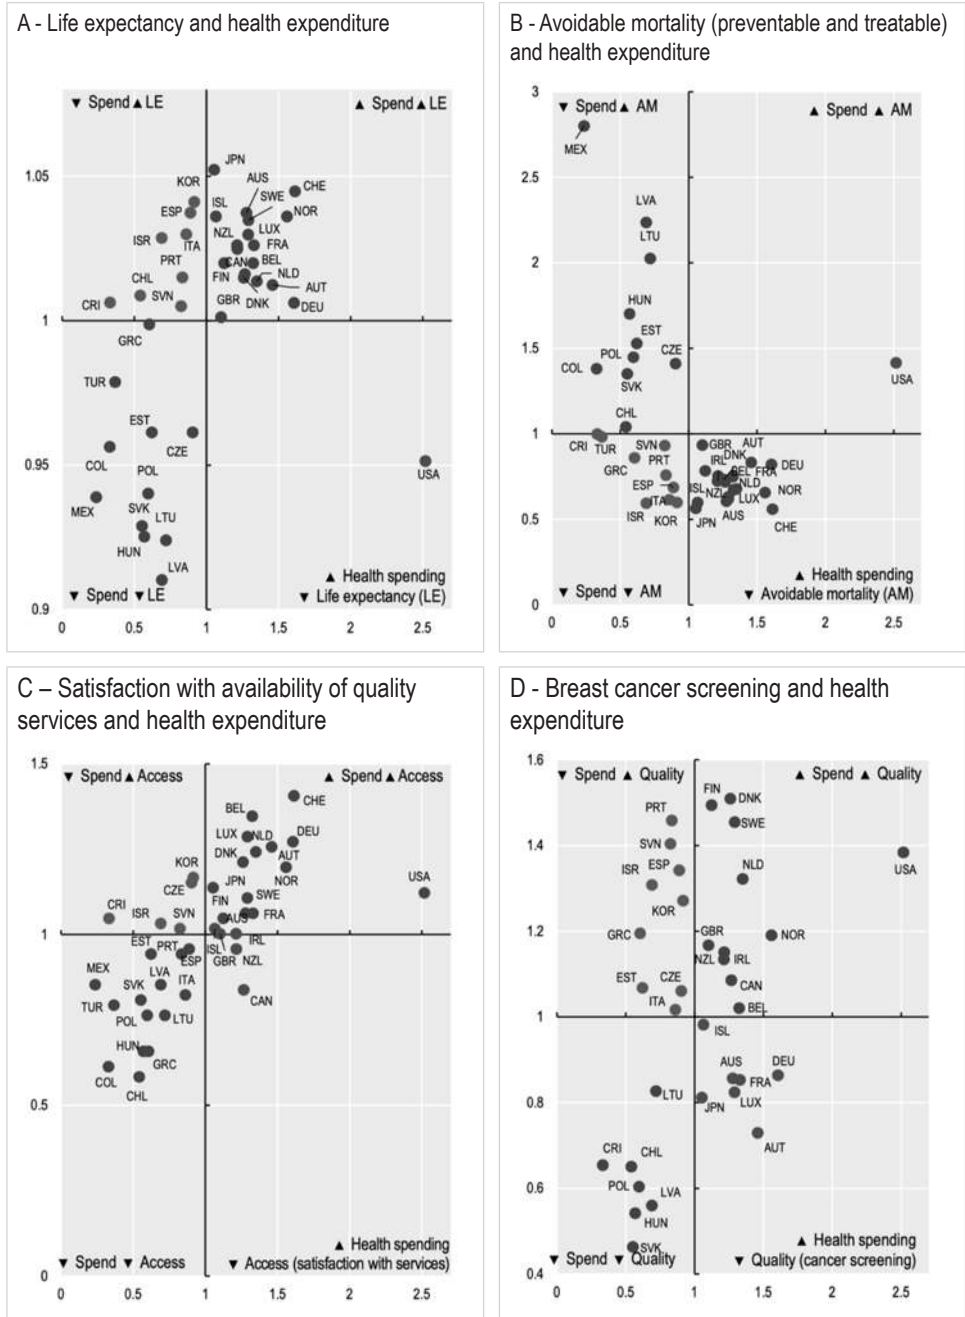 A - Life expectancy and health expenditure
▼ Spend ▲ LE
▲ Spend ▲ LE
JPN
KOR
AUS
CHE
1.05
SWE
ESP
ISL
NOR
ISR
ITA
NZL
LUX
FRA
PRT
CAN
BEL
CHL
FIN
NLD
CRI
SVN
GBR
DNK
AUT
DEU
1
GRC
TUR
EST
CZE
COL
0.95
POL
USA
MEX
SVK
LTU
HUN
LVA
▲ Health spending
▼ Spend ▼ LE
▼ Life expectancy (LE)
0.9
0 0.5 1 1.5 2 2.5
B - Avoidable mortality (preventable and treatable)
and health expenditure
3
▼ Spend ▲ AM
▲ Spend ▲ AM
MEX
2.5
LVA
LTU
2
HUN
EST
POL
CZE
1.5
COL
SVK
USA
CHL
1
CRI
TUR
SVN
GBR
AUT
GRC
PRT
IRL
DNK
BEL
FRA
DEU
ESP
ISL
NLD
ITA
NZL
LUX
NOR
0.5
ISR
KOR
JPN
AUS
CHE
▲ Health spending
▼ Spend ▼ AM
▼ Avoidable mortality (AM)
0
0 0.5 1 1.5 2 2.5
C – Satisfaction with availability of quality
services and health expenditure
1.5
▼ Spend ▲ Access
▲ Spend ▲ Access
BEL
CHE
LUX
NLD
DEU
DNK
AUT
KOR
CZE
JPN
NOR
USA
CRI
FIN
SWE
ISR
SVN
AUS
FRA
1
EST
PRT
ESP
ISL
GBR
IRL
NZL
MEX
LVA
ITA
SVK
CAN
TUR
POL
LTU
HUN
GRC
COL
CHL
0.5
▲ Health spending
▼ Spend ▼ Access
▼ Access (satisfaction with services)
0
0 0.5 1 1.5 2 2.5
D - Breast cancer screening and health
expenditure
1.6
▼ Spend ▲ Quality
▲ Spend ▲ Quality
PRT
FIN
DNK
SWE
1.4
SVN
ISR
ESP
NLD
USA
KOR
1.2
GRC
GBR
NOR
NZL
IRL
EST
CZE
CAN
ITA
BEL
1
ISL
AUS
DEU
FRA
LTU
JPN
LUX
0.8
AUT
CRI
CHL
0.6
POL
LVA
HUN
SVK
▲ Health spending
▼ Spend ▼ Quality
▼ Quality (cancer screening)
0.4
0 0.5 1 1.5 2 2.5